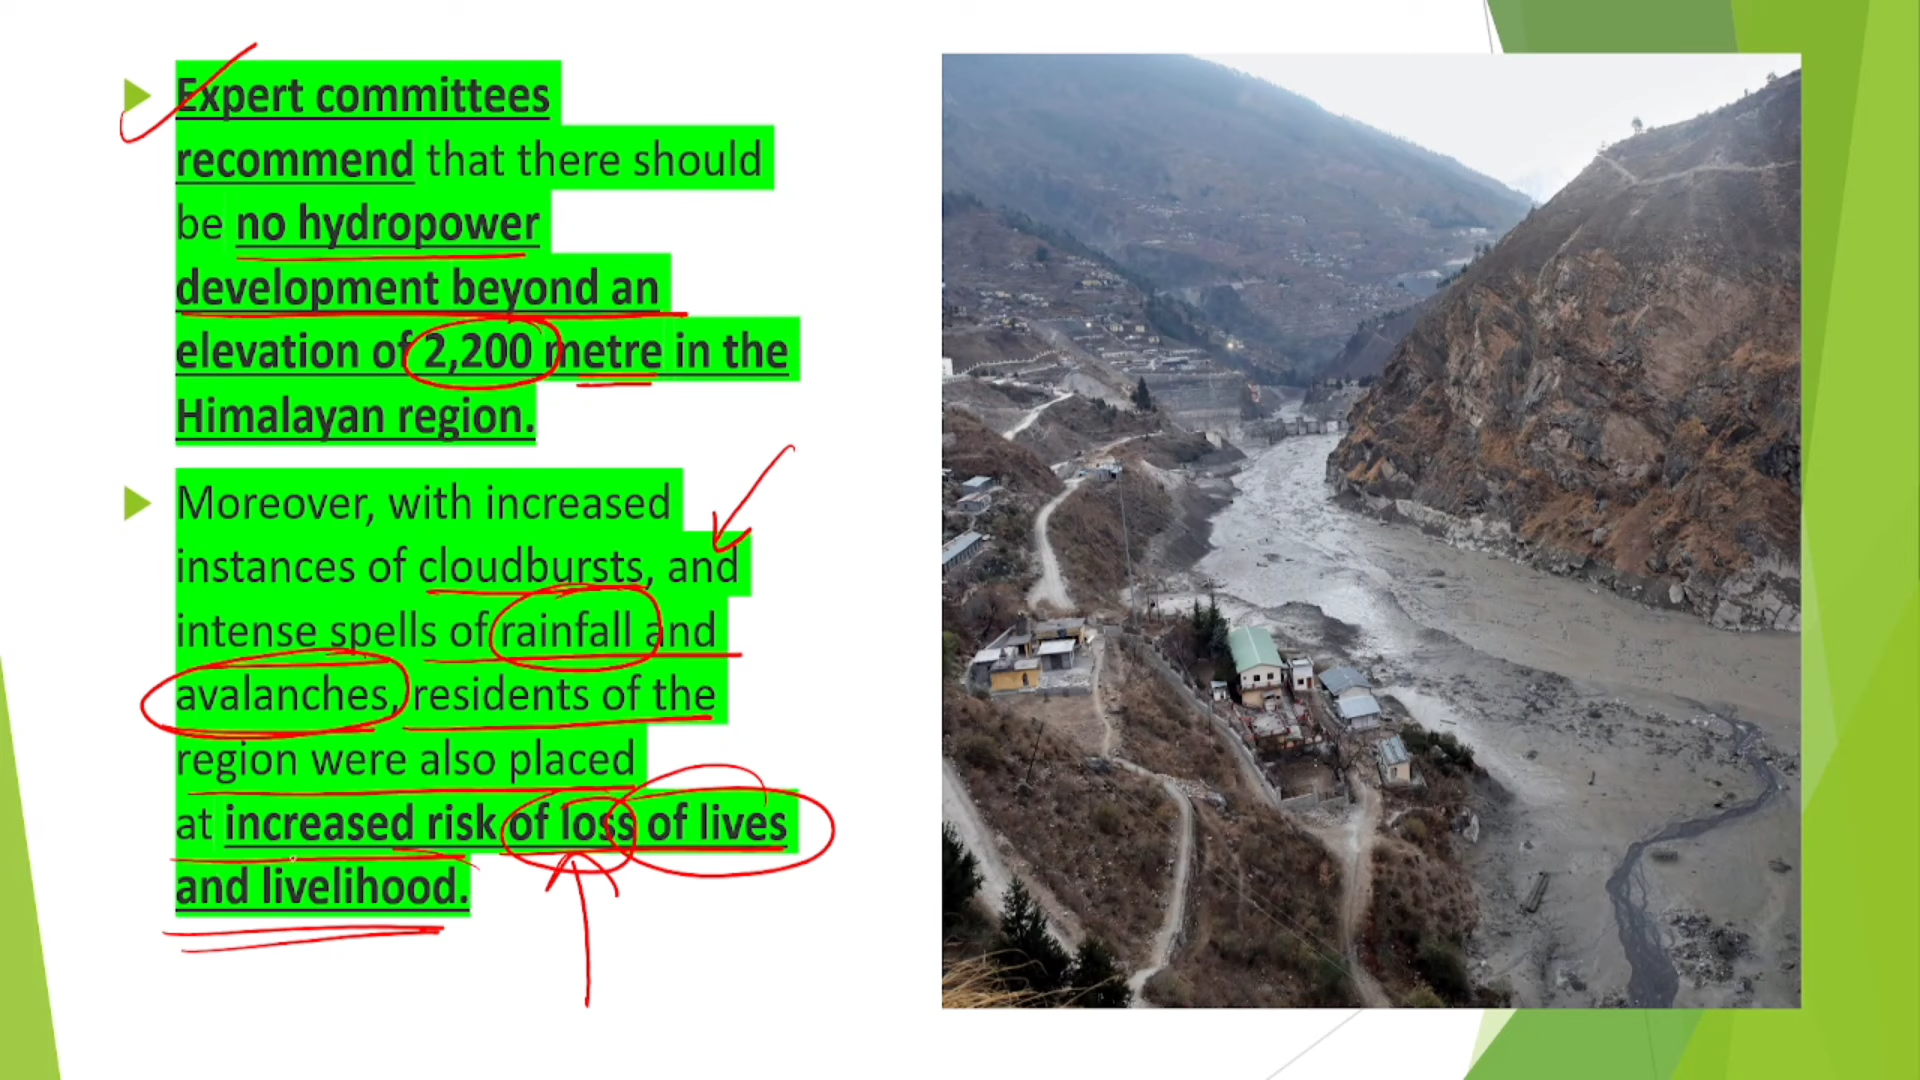 Expert committees
recommend that there should
be no hydropower
development beyond an
elevation of 2,200 metre in the
Himalayan region.
Moreover, with increased
instances of cloudbursts, and
intense spells of rainfall and
avalanches, residents of the
region were also placed
at increased risk of loss of lives
and livelihood.